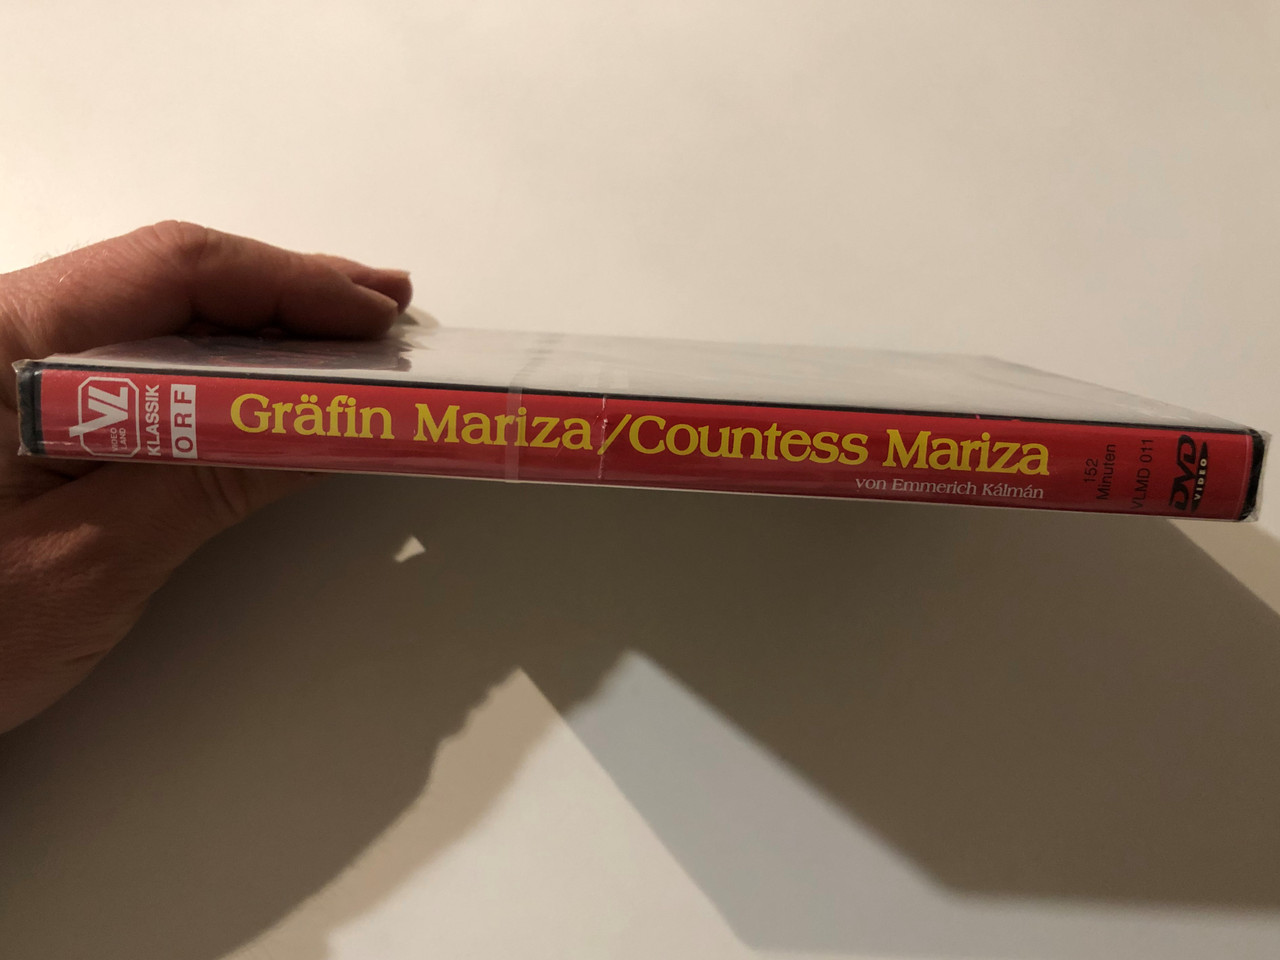 VL
VIDEO
LAND
KLASSIK
ORF
Gräfin Mariza/Countess Mariza
von Emmerich Kálmán
152
Minuten
VLMD 011
DVD
VIDEO